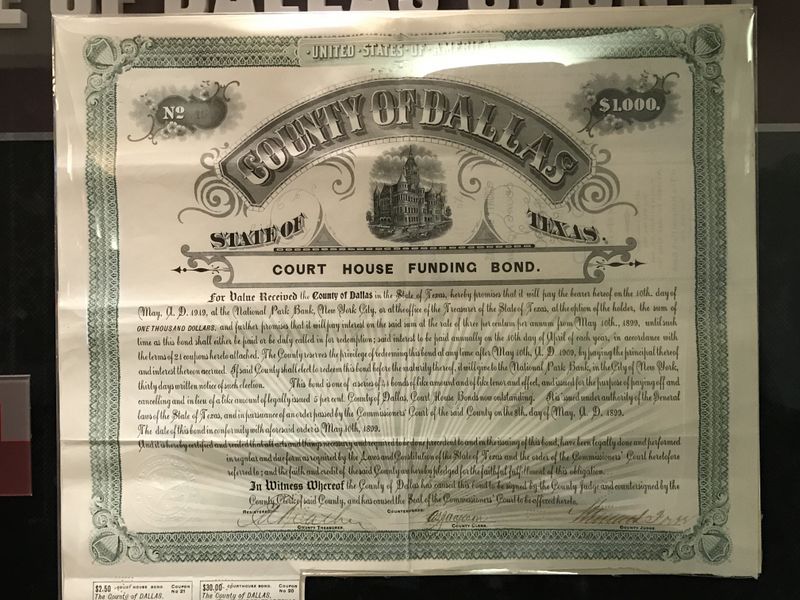 E OF DALLAS COUNTY
UNITED STATES OF AMERICA
No
$1,000.
COUNTY OF DALLAS
STATE OF TEXAS.
COURT HOUSE FUNDING BOND.
For Value Received the County of Dallas in the State of Texas, hereby promises that it will pay the bearer hereof on the 10th. day of
May, A. D. 1919, at the National Park Bank, New York City, or at the office of the Treasurer of the State of Texas, at the option of the holder, the sum of
ONE THOUSAND DOLLARS, and further promises that it will pay interest on the said sum at the rate of three per centum per annum from May 10th., 1899, until such
time as this bond shall either be paid or be duly called in for redemption; said interest to be paid annually on the 10th day of April of each year, in accordance with
the terms of 21 coupons hereto attached. The County reserves the privilege of redeeming this bond at any time after May 10th, A. D. 1909, by paying the principal thereof
and interest thereon accrued. If said County shall elect to redeem this bond before the maturity thereof, it will give to the National Park Bank, in the City of New York,
thirty days written notice of such election. This bond is one of a series of bonds of like amount and of like tenor and effect, and issued for the purpose of paying off and
cancelling and in lieu of a like amount of legally issued 5 per cent. County of Dallas, Court House Bonds now outstanding. It is issued under authority of the General
laws of the State of Texas, and in pursuance of an order passed by the Commissioners' Court of the said County on the 8th, day of May, A. D. 1899.
The date of this bond in conformity with aforesaid order is May 10th, 1899.
And it is hereby certified and recited that all acts and things necessary and required to be done precedent to and in the issuing of this bond, have been legally done and performed
in regular and due form as required by the Laws and Constitution of the State of Texas and the order of the Commissioners' Court heretofore
referred to; and the faith and credit of the said County are hereby pledged for the faithful fulfillment of this obligation.
In Witness Whereof the County of Dallas has caused this bond to be signed by the County Judge and countersigned by the
County Clerk of said County, and has caused the Seal of the Commissioners' Court to be affixed hereto.
REGISTERED: COUNTERSIGNED:
COUNTY TREASURER. COUNTY CLERK. COUNTY JUDGE.
$2.50 COURT HOUSE BOND. COUPON No 21 $30.00 COURTHOUSE BOND. COUPON No 20
The County of DALLAS, The County of DALLAS,